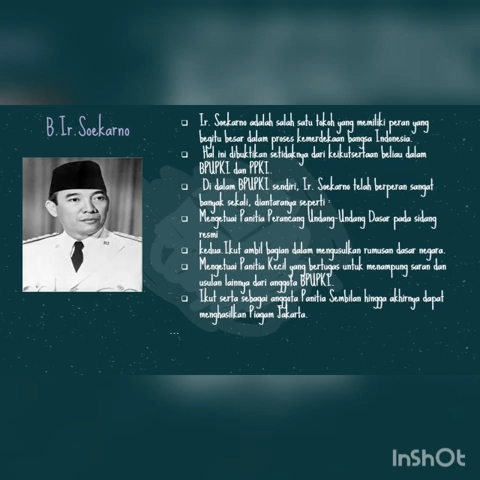 B.Ir.Soekarno
Ir. Soekarno adalah salah satu tokoh yang memiliki peran yang
begitu besar dalam proses kemerdekaan bangsa Indonesia.
Hal ini dibuktikan setidaknya dari keikutsertaan beliau dalam
BPUPKI dan PPKI.
Di dalam BPUPKI sendiri, Ir. Soekarno telah berperan sangat
banyak sekali, diantaranya seperti :
Mengetuai Panitia Perancang Undang-Undang Dasar pada sidang
resmi
kedua.Ikut ambil bagian dalam mengusulkan rumusan dasar negara.
Mengetuai Panitia Kecil yang bertugas untuk menampung saran dan
usulan lainnya dari anggota BPUPKI.
Ikut serta sebagai anggota Panitia Sembilan hingga akhirnya dapat
menghasilkan Piagam Jakarta.
...
InShOt